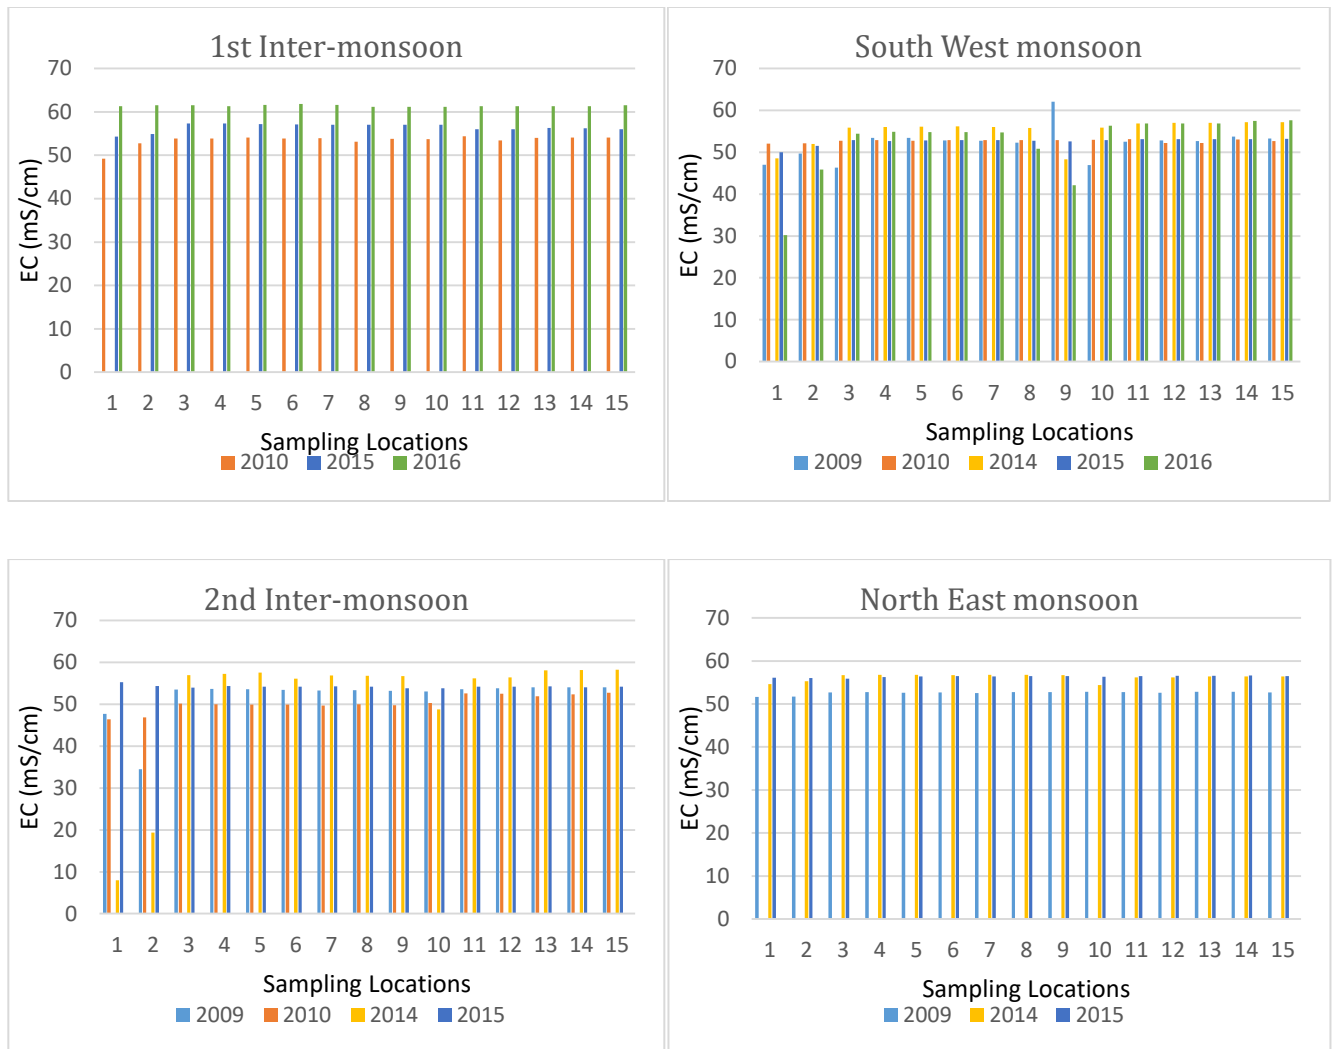 1st Inter-monsoon
70
60
50
40
30
20
10
0
EC (mS/cm)
1 2 3 4 5 6 7 8 9 10 11 12 13 14 15
Sampling Locations
2010 2015 2016
South West monsoon
70
60
50
40
30
20
10
0
EC (mS/cm)
1 2 3 4 5 6 7 8 9 10 11 12 13 14 15
Sampling Locations
2009 2010 2014 2015 2016
2nd Inter-monsoon
70
60
50
40
30
20
10
0
EC (mS/cm)
1 2 3 4 5 6 7 8 9 10 11 12 13 14 15
Sampling Locations
2009 2010 2014 2015
North East monsoon
70
60
50
40
30
20
10
0
EC (mS/cm)
1 2 3 4 5 6 7 8 9 10 11 12 13 14 15
Sampling Locations
2009 2014 2015